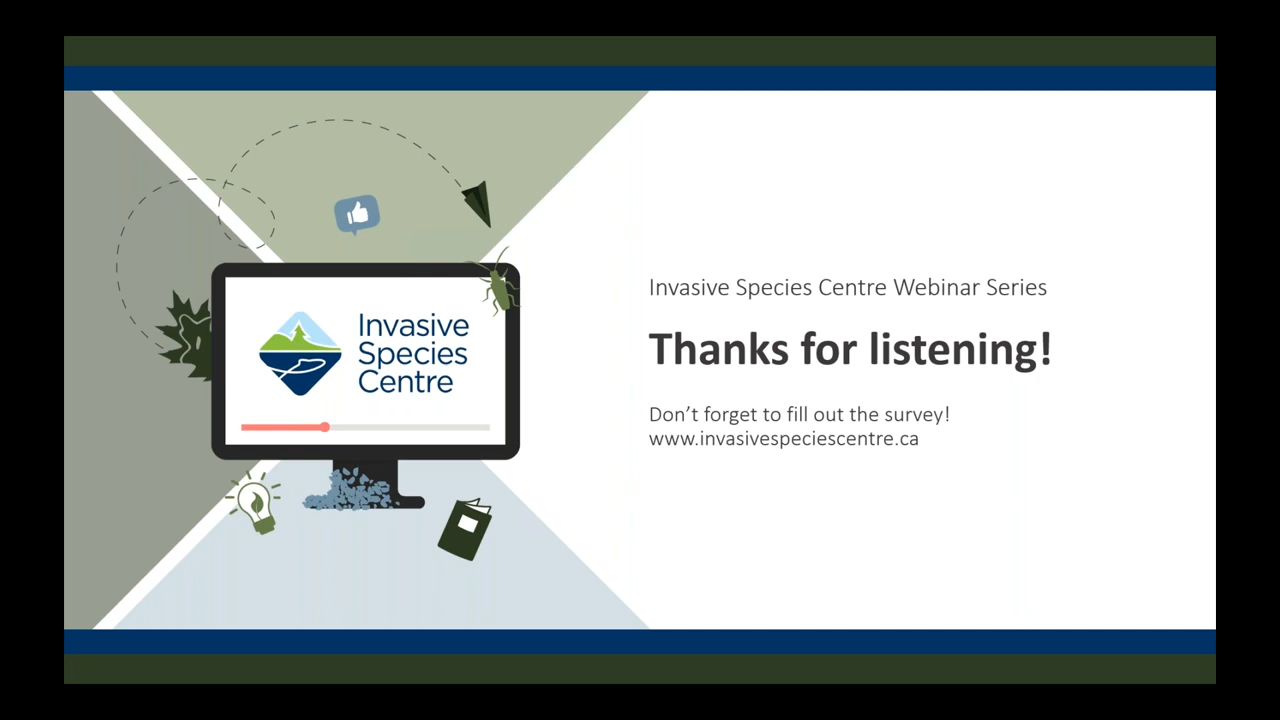 Invasive
Species
Centre
Invasive Species Centre Webinar Series
Thanks for listening!
Don’t forget to fill out the survey!
www.invasivespeciescentre.ca